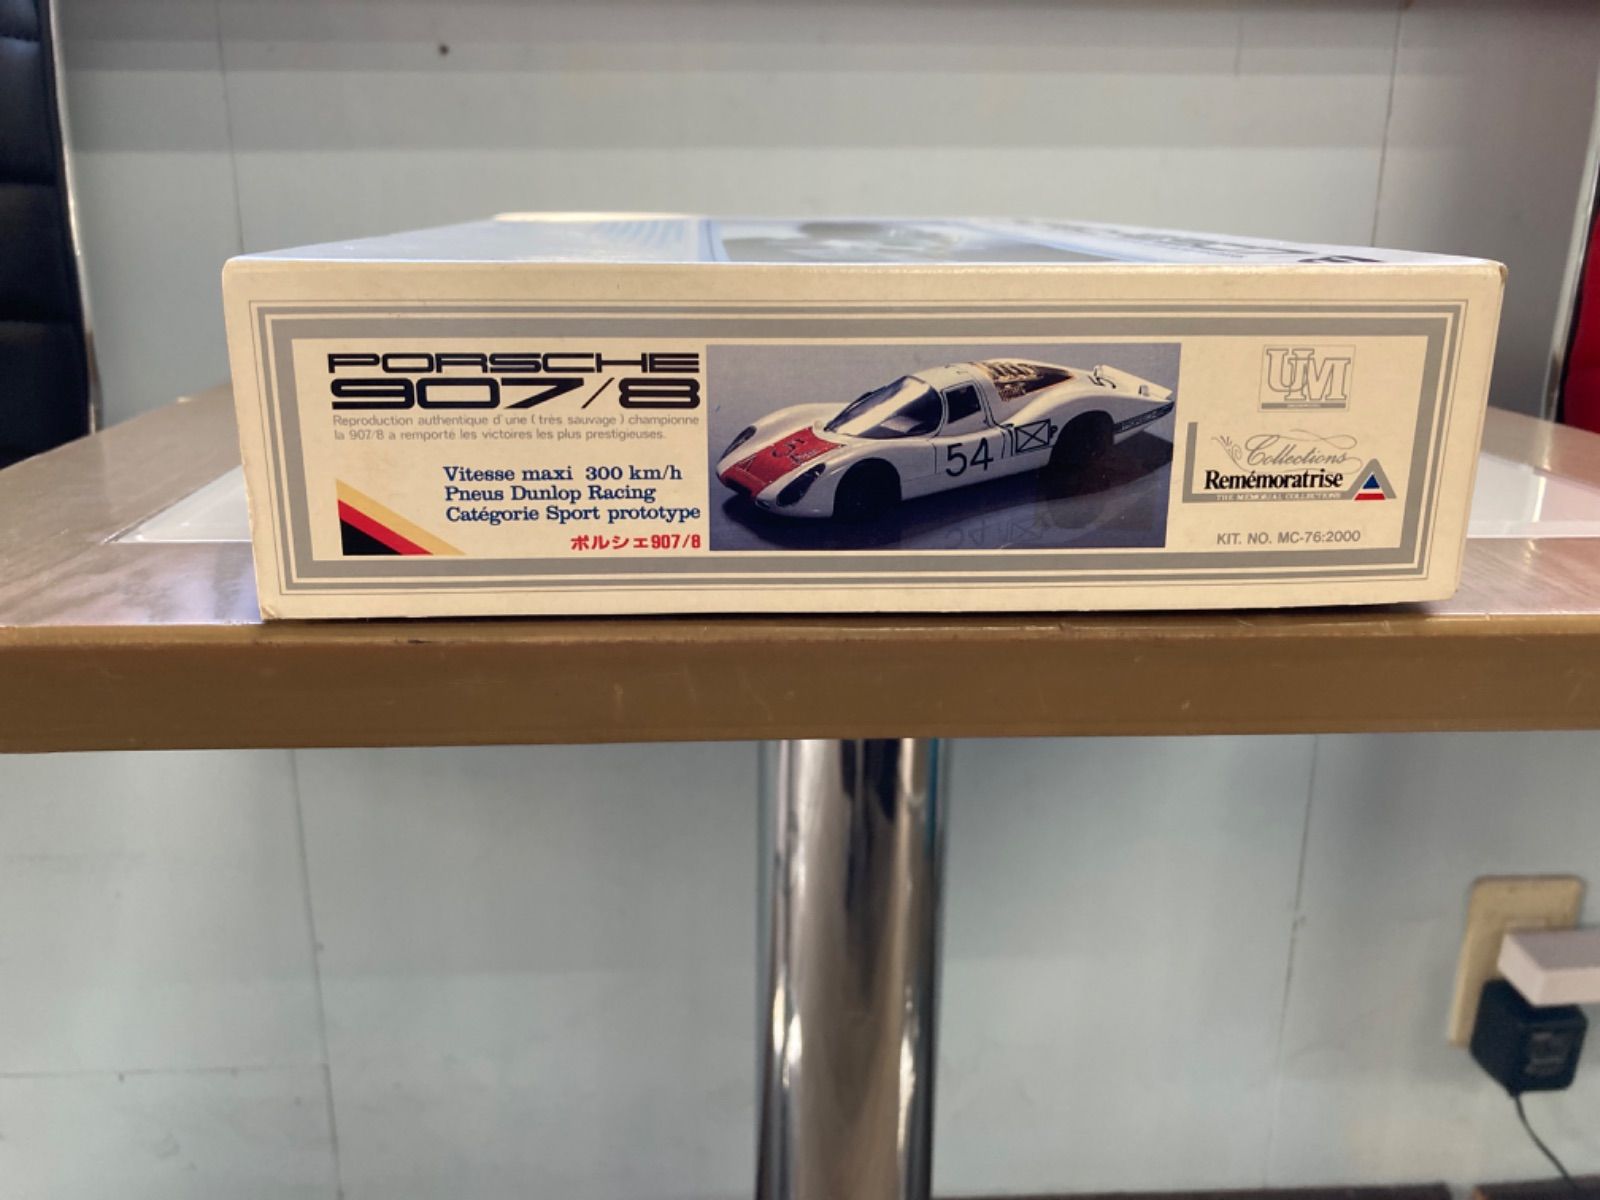 PORSCHE
907/8
Reproduction authentique d'une (très sauvage) championne
la 907/8 a remporté les victoires les plus prestigieuses.
Vitesse maxi 300 km/h
Pneus Dunlop Racing
Catégorie Sport prototype
ポルシェ907/8
54
54
UM
Collections
Remémoratrise
THE MEMORIAL COLLECTIONS
KIT. NO. MC-76:2000